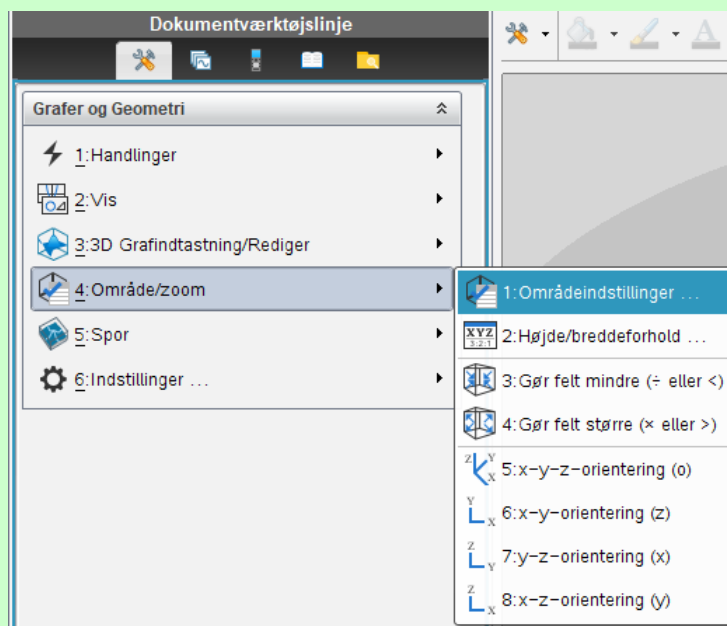 Dokumentværktøjslinje
A
Grafer og Geometri
1:Handlinger
2:Vis
3:3D Grafindtastning/Rediger
4:Område/zoom
5:Spor
6:Indstillinger ...
1:Områdeindstillinger ...
XYZ
3:2:1
2:Højde/breddeforhold ...
3:Gør felt mindre (÷ eller <)
4:Gør felt større (× eller >)
Z Y X
5:x-y-z-orientering (o)
Y X
6:x-y-orientering (z)
Z Y
7:y-z-orientering (x)
Z X
8:x-z-orientering (y)